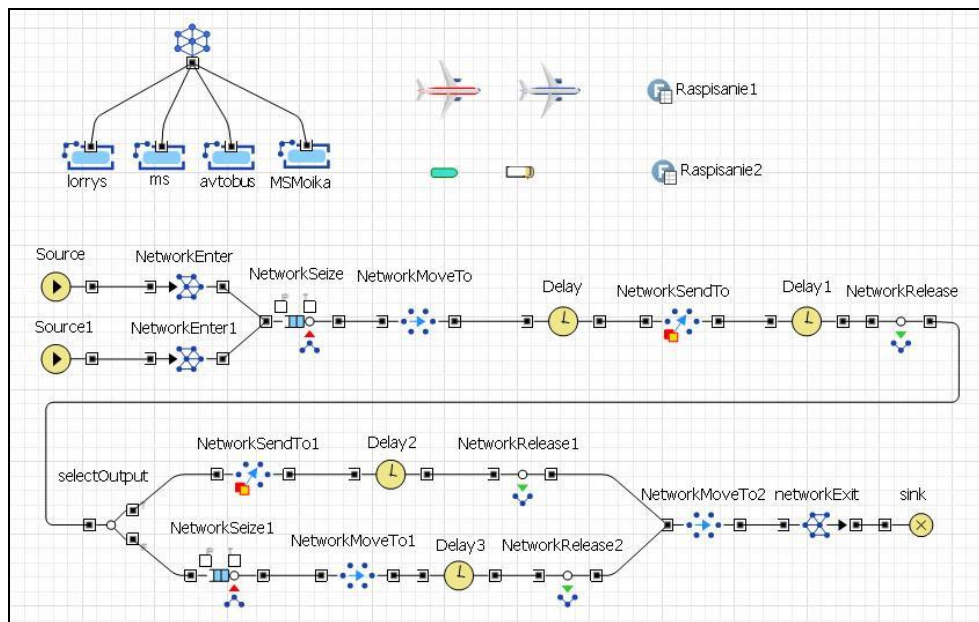 Raspisanie1
lorrys ms avtobus MSMoika
Raspisanie2
Source NetworkEnter
NetworkSeize NetworkMoveTo Delay NetworkSendTo Delay1 NetworkRelease
Source1 NetworkEnter1
NetworkSendTo1 Delay2 NetworkRelease1
selectOutput
NetworkMoveTo2 networkExit sink
NetworkSeize1 NetworkMoveTo1 Delay3 NetworkRelease2